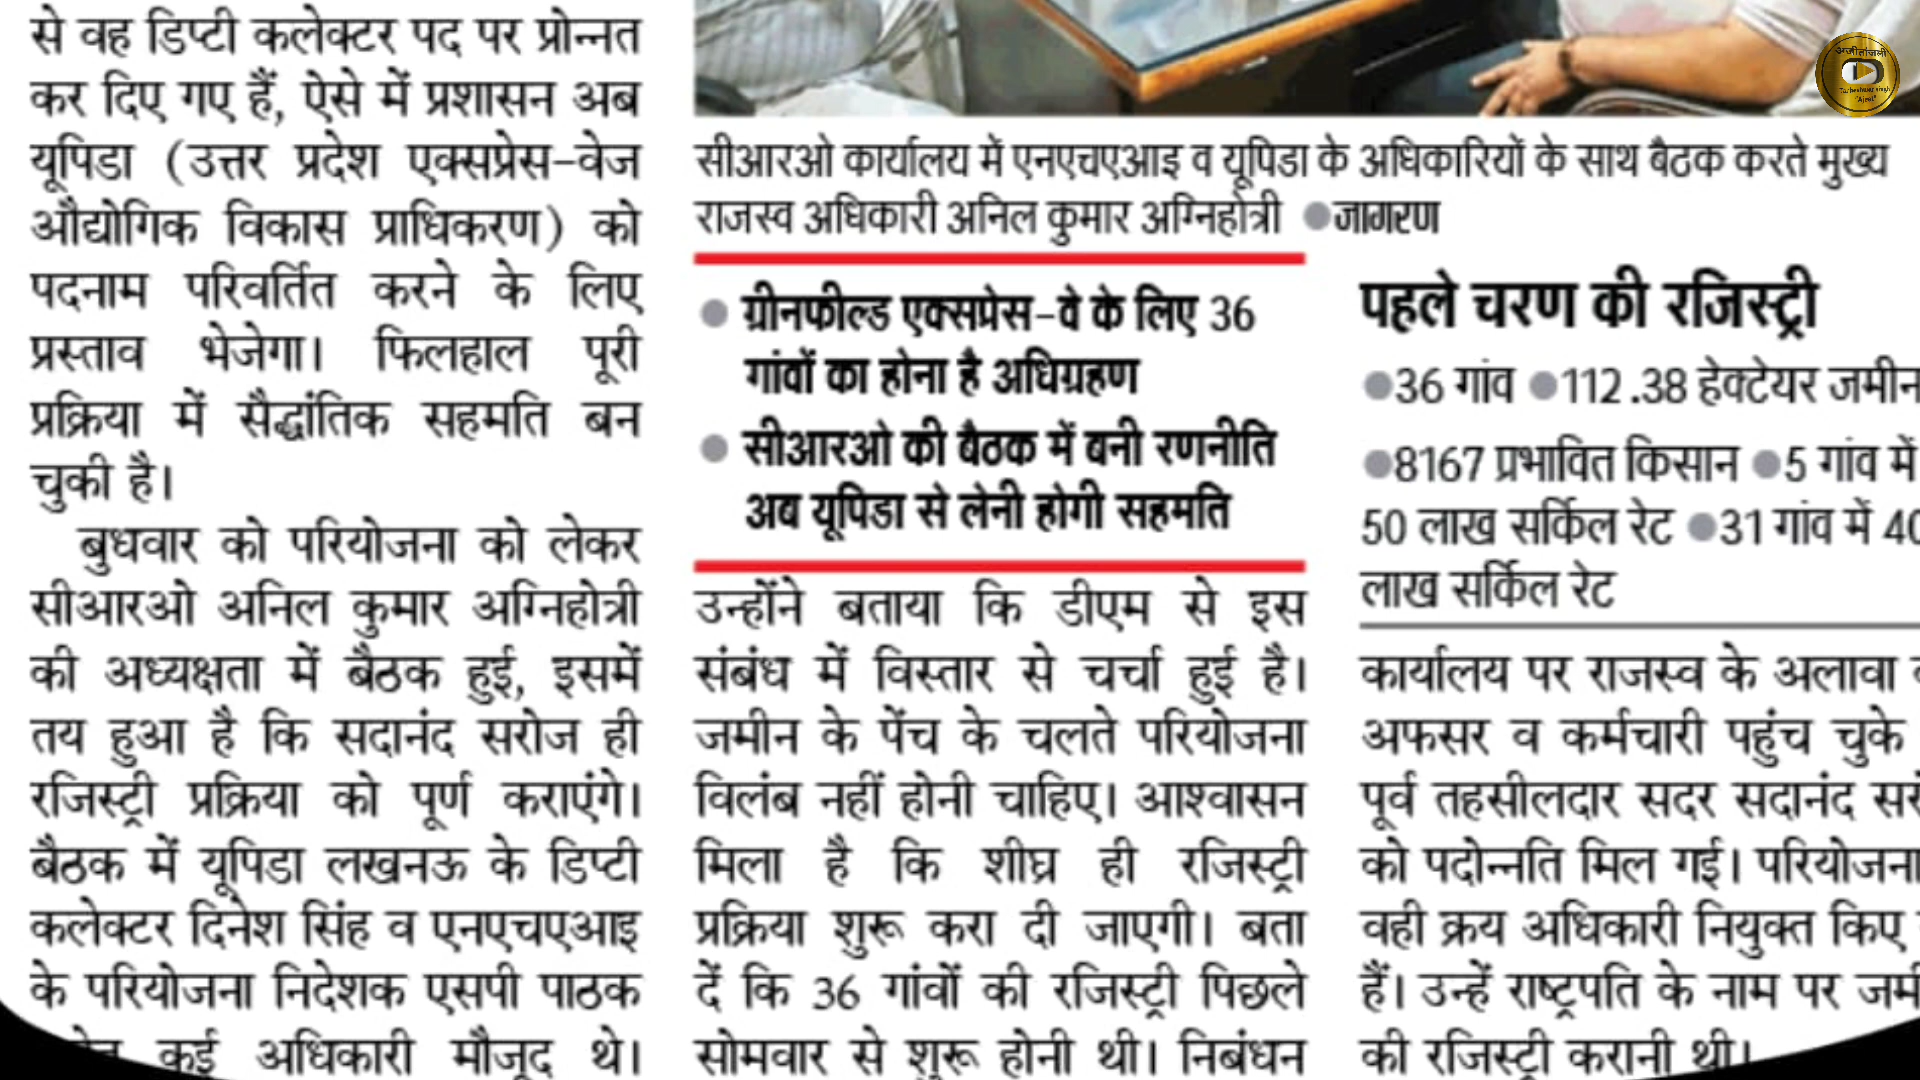 से वह डिप्टी कलेक्टर पद पर प्रोन्नत
कर दिए गए हैं, ऐसे में प्रशासन अब
यूपिडा (उत्तर प्रदेश एक्सप्रेस-वेज
औद्योगिक विकास प्राधिकरण) को
पदनाम परिवर्तित करने के लिए
प्रस्ताव भेजेगा। फिलहाल पूरी
प्रक्रिया में सैद्धांतिक सहमति बन
चुकी है।
बुधवार को परियोजना को लेकर
सीआरओ अनिल कुमार अग्निहोत्री
की अध्यक्षता में बैठक हुई, इसमें
तय हुआ है कि सदानंद सरोज ही
रजिस्ट्री प्रक्रिया को पूर्ण कराएंगे।
बैठक में यूपिडा लखनऊ के डिप्टी
कलेक्टर दिनेश सिंह व एनएचएआइ
के परियोजना निदेशक एसपी पाठक
कई अधिकारी मौजूद थे।
सीआरओ कार्यालय में एनएचएआइ व यूपिडा के अधिकारियों के साथ बैठक करते मुख्य
राजस्व अधिकारी अनिल कुमार अग्निहोत्री ●जागरण
● ग्रीनफील्ड एक्सप्रेस-वे के लिए 36
गांवों का होना है अधिग्रहण
● सीआरओ की बैठक में बनी रणनीति
अब यूपिडा से लेनी होगी सहमति
उन्होंने बताया कि डीएम से इस
संबंध में विस्तार से चर्चा हुई है।
जमीन के पेंच के चलते परियोजना
विलंब नहीं होनी चाहिए। आश्वासन
मिला है कि शीघ्र ही रजिस्ट्री
प्रक्रिया शुरू करा दी जाएगी। बता
दें कि 36 गांवों की रजिस्ट्री पिछले
सोमवार से शुरू होनी थी। निबंधन
पहले चरण की रजिस्ट्री
●36 गांव ●112.38 हेक्टेयर जमीन
●8167 प्रभावित किसान ●5 गांव में
50 लाख सर्किल रेट ●31 गांव में 40
लाख सर्किल रेट
कार्यालय पर राजस्व के अलावा
अफसर व कर्मचारी पहुंच चुके
पूर्व तहसीलदार सदर सदानंद
को पदोन्नति मिल गई। परियोजना
वही क्रय अधिकारी नियुक्त किए
हैं। उन्हें राष्ट्रपति के नाम पर
की रजिस्ट्री करानी थी।
अजीतांजली
Tarkeshwar singh
"Ajeet"